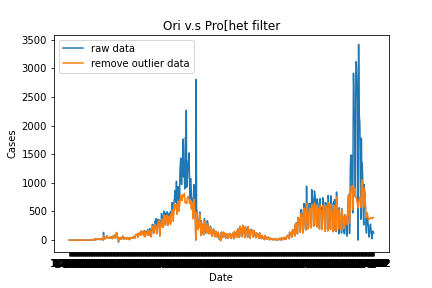 Ori v.s Pro[het filter
raw data
remove outlier data
3500
3000
2500
2000
1500
1000
500
0
Cases
Date